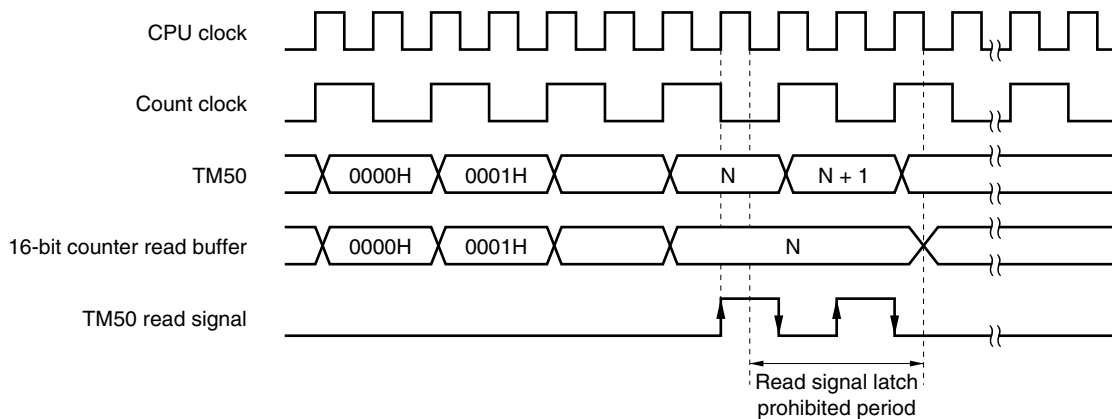 CPU clock
Count clock
TM50 0000H 0001H N N + 1
16-bit counter read buffer 0000H 0001H N
TM50 read signal
Read signal latch
prohibited period